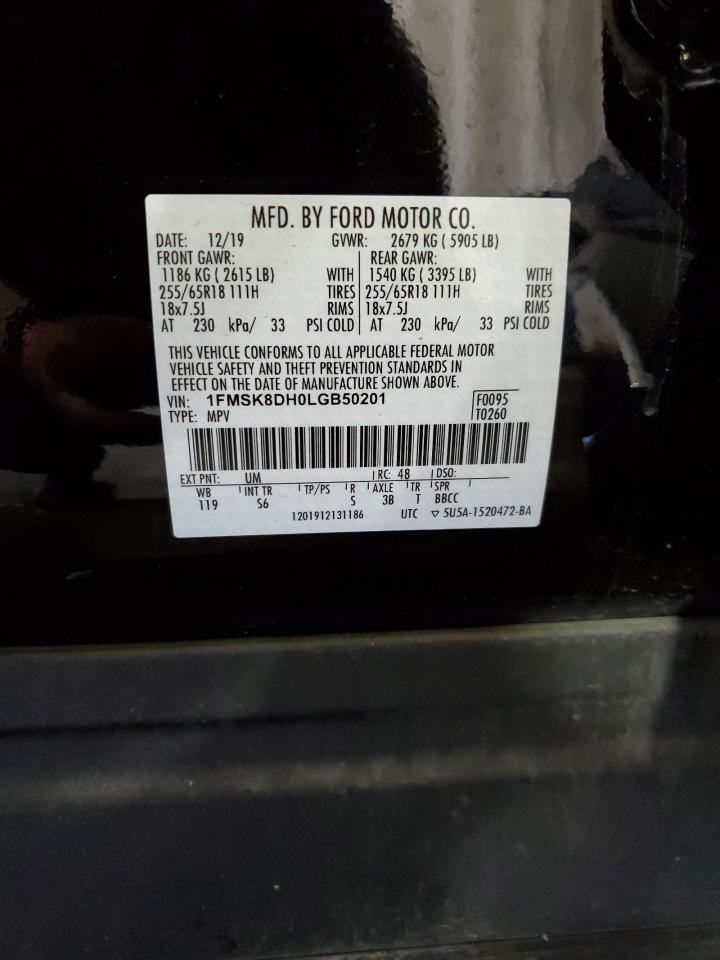 MFD. BY FORD MOTOR CO.
DATE: 12/19 GVWR: 2679 KG ( 5905 LB)
FRONT GAWR: REAR GAWR:
1186 KG ( 2615 LB) WITH 1540 KG ( 3395 LB) WITH
255/65R18 111H TIRES 255/65R18 111H TIRES
18x7.5J RIMS 18x7.5J RIMS
AT 230 kPa/ 33 PSI COLD AT 230 kPa/ 33 PSI COLD
THIS VEHICLE CONFORMS TO ALL APPLICABLE FEDERAL MOTOR
VEHICLE SAFETY AND THEFT PREVENTION STANDARDS IN
EFFECT ON THE DATE OF MANUFACTURE SHOWN ABOVE.
VIN: 1FMSK8DH0LGB50201 F0095
TYPE: MPV T0260
EXT PNT: UM RC: 48 DSO:
WB INT TR TP/PS R AXLE TR SPR
119 S6 S 3B T BBCC
1201912131186 UTC ▽ 5U5A-1520472-BA